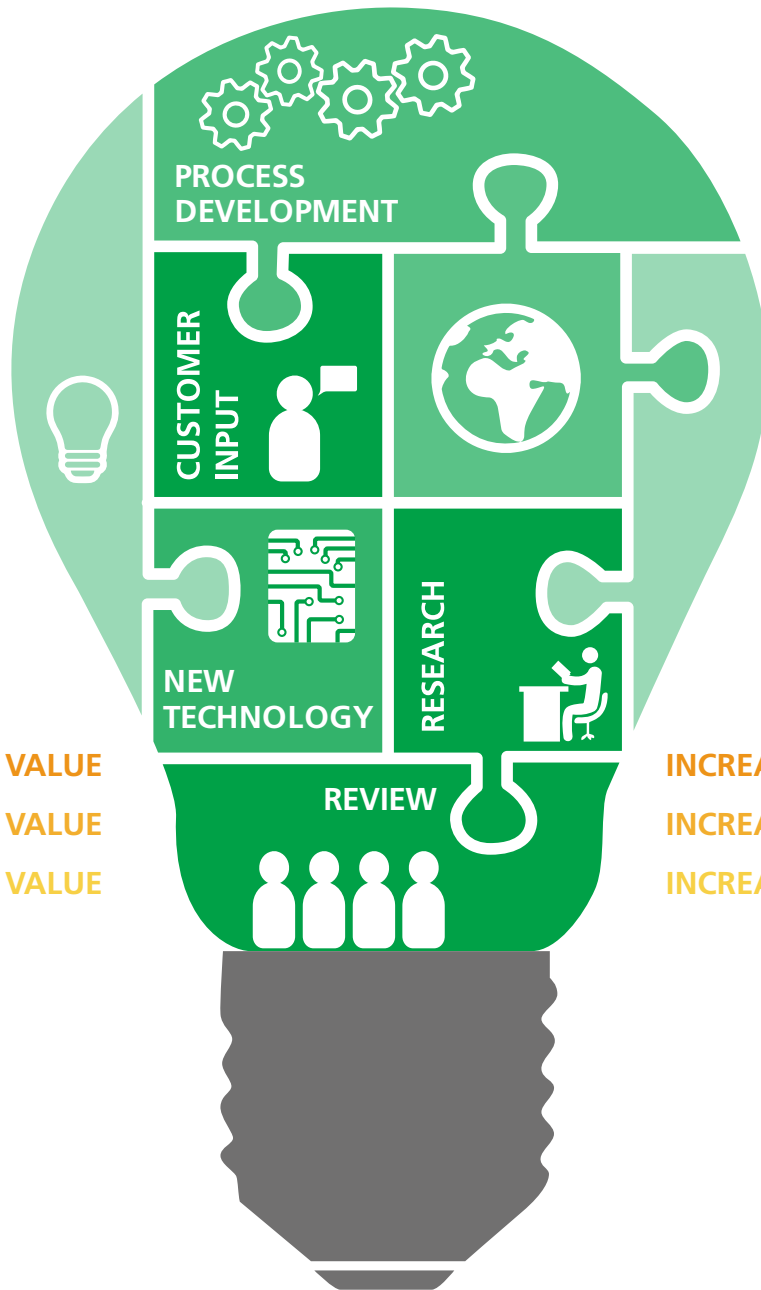 PROCESS
DEVELOPMENT
CUSTOMER
INPUT
NEW
TECHNOLOGY
RESEARCH
REVIEW
VALUE
VALUE
VALUE